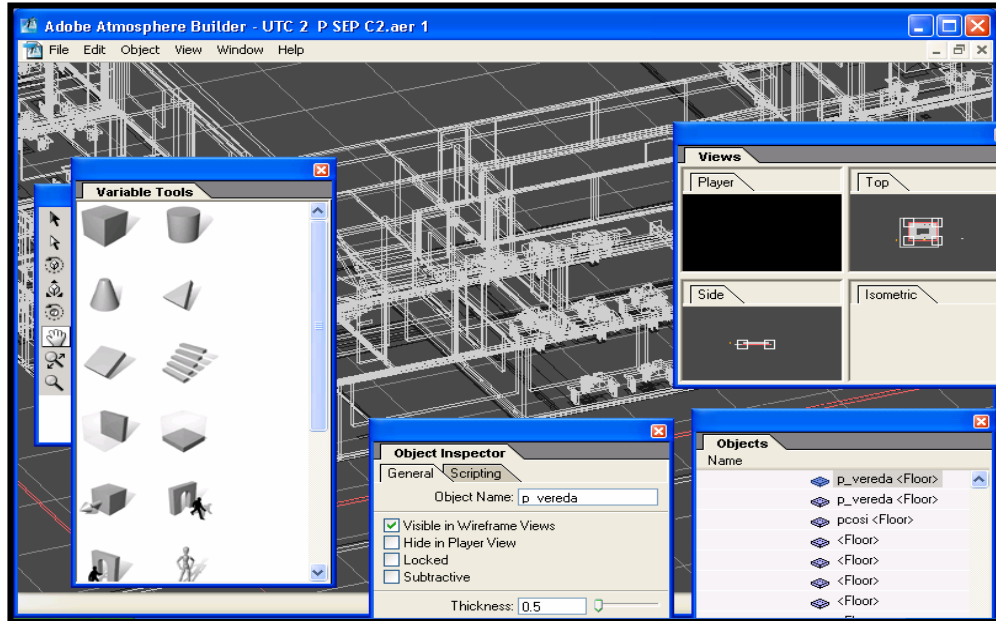 Adobe Atmosphere Builder - UTC 2 P SEP C2.aer 1
File Edit Object View Window Help
Variable Tools
Views
Player
Top
Side
Isometric
Object Inspector
General Scripting
Object Name: p_vereda
Visible in Wireframe Views
Hide in Player View
Locked
Subtractive
Thickness: 0.5
Objects
Name
p_vereda <Floor>
p_vereda <Floor>
pcosi <Floor>
<Floor>
<Floor>
<Floor>
<Floor>